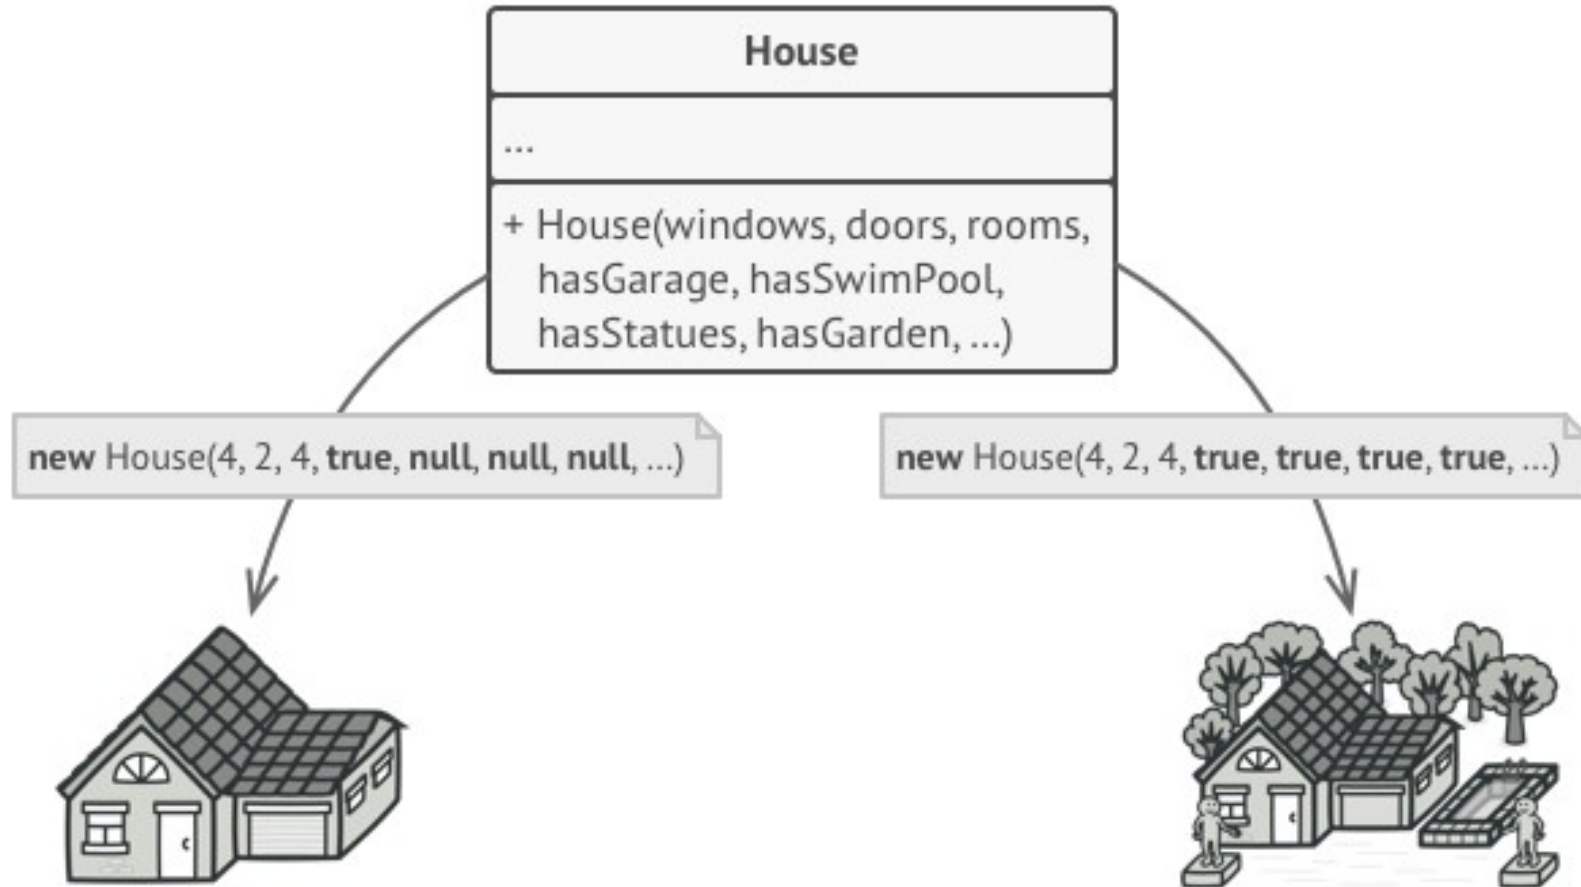 House
...
+ House(windows, doors, rooms,
hasGarage, hasSwimPool,
hasStatues, hasGarden, ...)
new House(4, 2, 4, true, null, null, null, ...)
new House(4, 2, 4, true, true, true, true, ...)